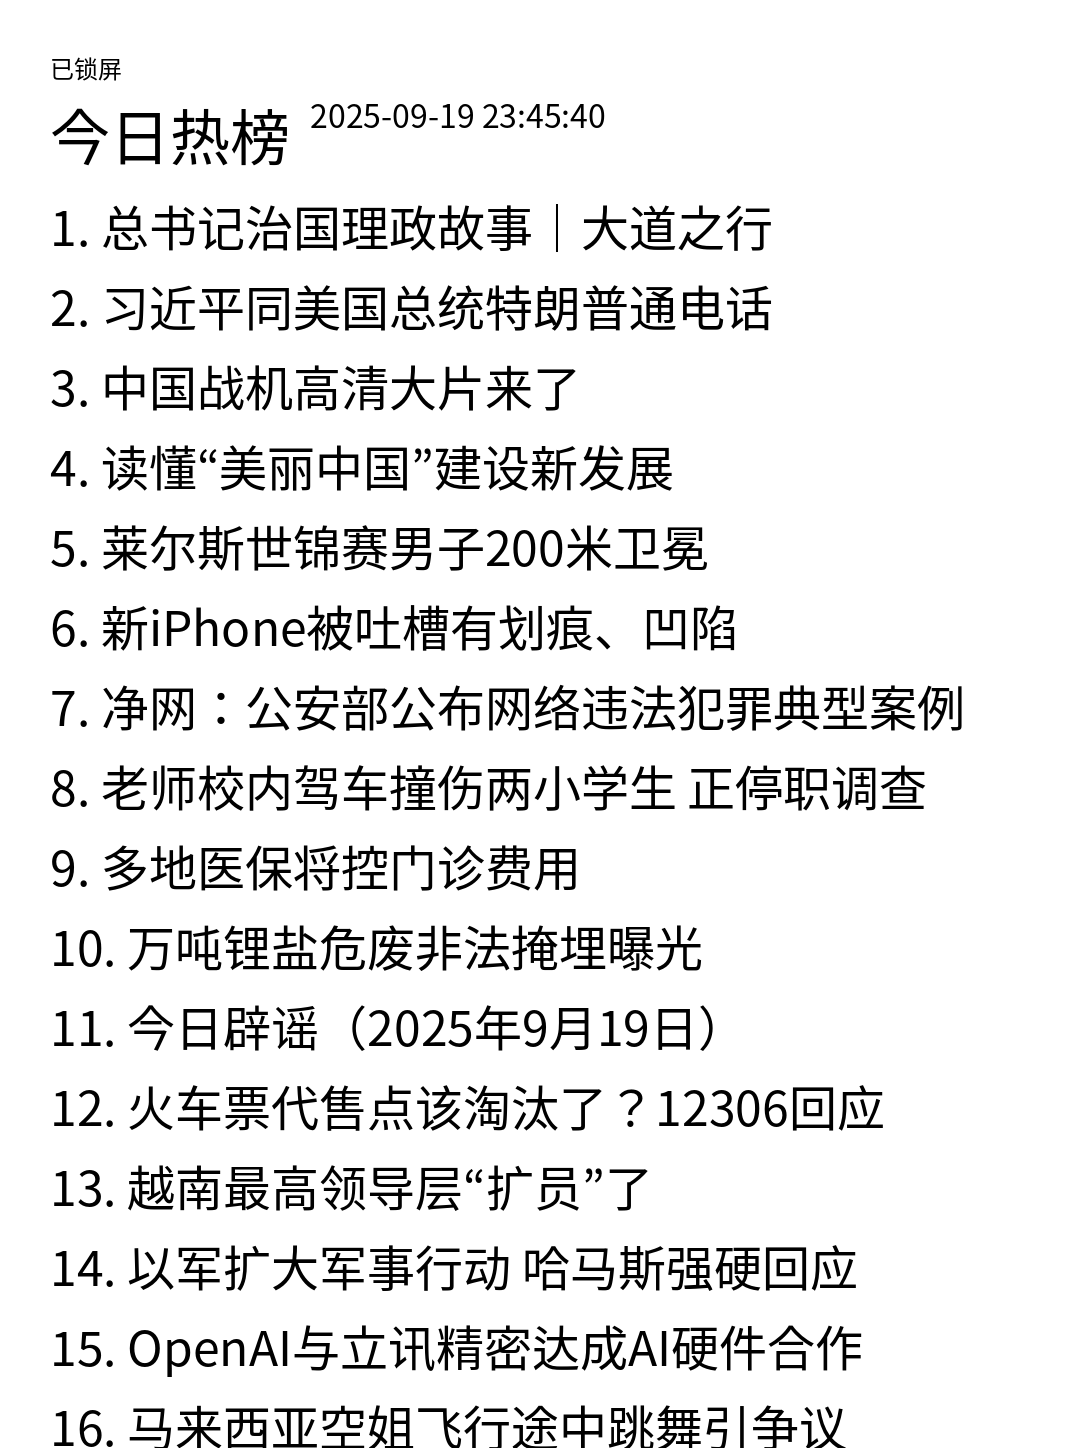 已锁屏
今日热榜 2025-09-19 23:45:40
1. 总书记治国理政故事｜大道之行
2. 习近平同美国总统特朗普通电话
3. 中国战机高清大片来了
4. 读懂“美丽中国”建设新发展
5. 莱尔斯世锦赛男子200米卫冕
6. 新iPhone被吐槽有划痕、凹陷
7. 净网：公安部公布网络违法犯罪典型案例
8. 老师校内驾车撞伤两小学生 正停职调查
9. 多地医保将控门诊费用
10. 万吨锂盐危废非法掩埋曝光
11. 今日辟谣（2025年9月19日）
12. 火车票代售点该淘汰了？12306回应
13. 越南最高领导层“扩员”了
14. 以军扩大军事行动 哈马斯强硬回应
15. OpenAI与立讯精密达成AI硬件合作
16. 马来西亚空姐飞行途中跳舞引争议